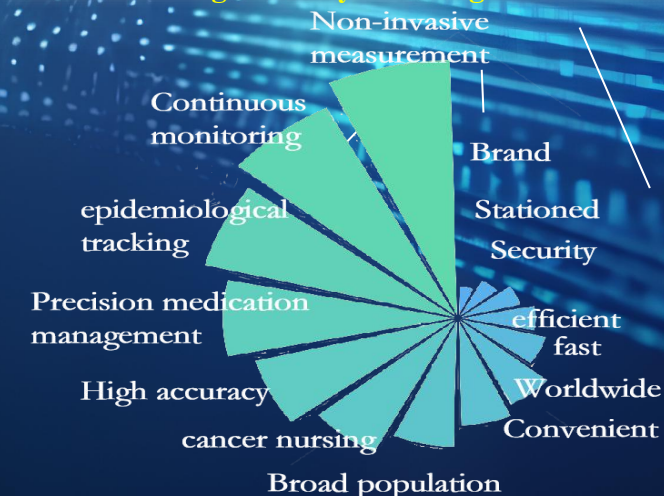 Non-invasive
measurement
Continuous
monitoring
Brand
epidemiological
tracking
Stationed
Security
Precision medication
management
efficient
fast
High accuracy
Worldwide
cancer nursing
Convenient
Broad population